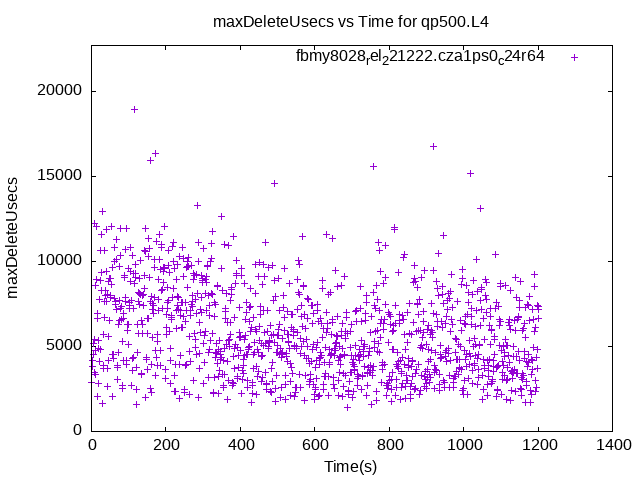 maxDeleteUsecs vs Time for qp500.L4
fbmy8028rel221222.cza1ps0c24r64
20000
15000
10000
5000
0
maxDeleteUsecs
0 200 400 600 800 1000 1200 1400
Time(s)